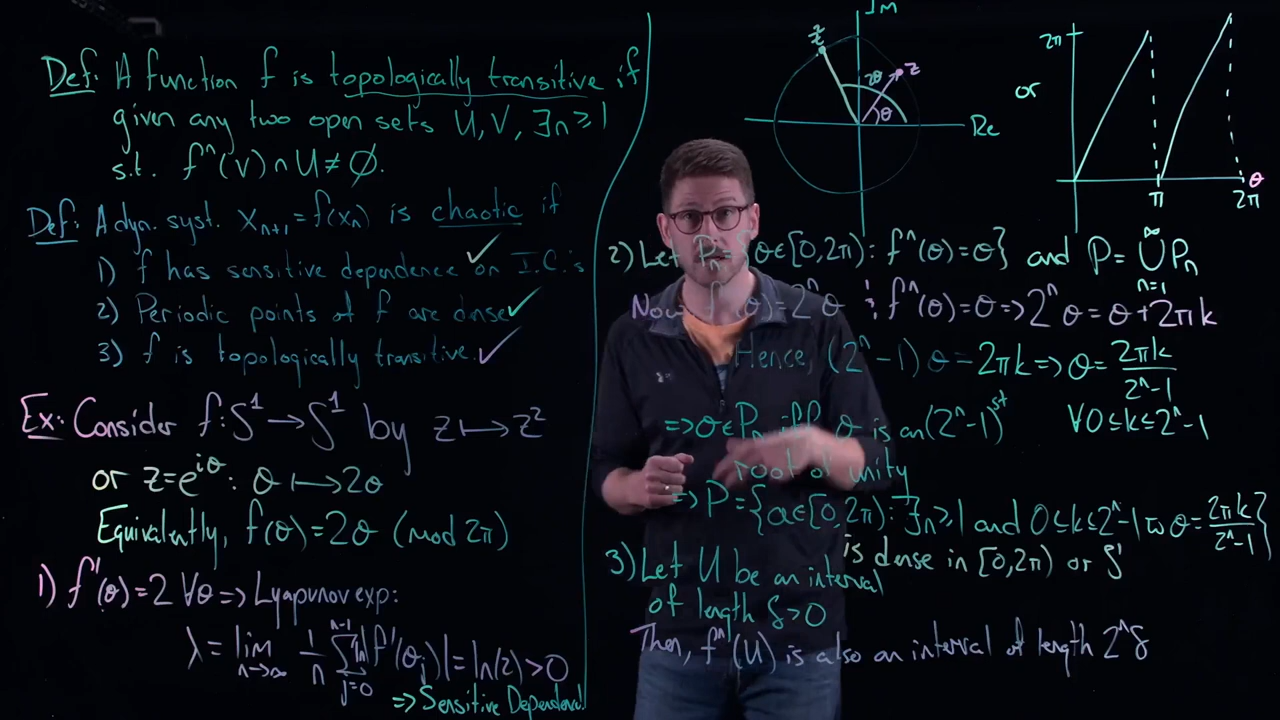 Def: A function f is topologically transitive if
given any two open sets U, V, ∃n≥1
s.t. fⁿ(V)∩U≠∅.
Def: A dyn. syst. xₙ₊₁=f(xₙ) is chaotic if
1) f has sensitive dependence on I.C.'s ✓
2) Periodic points of f are dense ✓
3) f is topologically transitive. ✓
Ex: Consider f: S¹→S¹ by z↦z²
or z=e^{iθ}: θ↦2θ
Equivalently, f(θ)=2θ (mod 2π)
1) f'(θ)=2 ∀θ ⇒ Lyapunov exp:
λ = lim_{n→∞} 1/n Σ_{j=0}^{n-1} ln|f'(θⱼ)| = ln(2)>0
⇒ Sensitive Dependence
Im
z²
2θ
z
θ
Re
or
2π
π
2π
θ
2) Let Pₙ={θ∈[0,2π): fⁿ(θ)=θ} and P=⋃_{n=1}^{∞} Pₙ
Now fⁿ(θ)=2ⁿθ ; fⁿ(θ)=θ ⇒ 2ⁿθ=θ+2πk
Hence, (2ⁿ-1)θ=2πk ⇒ θ=2πk/(2ⁿ-1)
∀0≤k≤2ⁿ-1
⇒ θ∈Pₙ iff θ is an (2ⁿ-1)ˢᵗ
root of unity
⇒ P={θ∈[0,2π): ∃n≥1 and 0≤k≤2ⁿ-1 w θ=2πk/(2ⁿ-1)}
is dense in [0,2π) or S¹
3) Let U be an interval
of length δ>0
Then, fⁿ(U) is also an interval of length 2ⁿδ